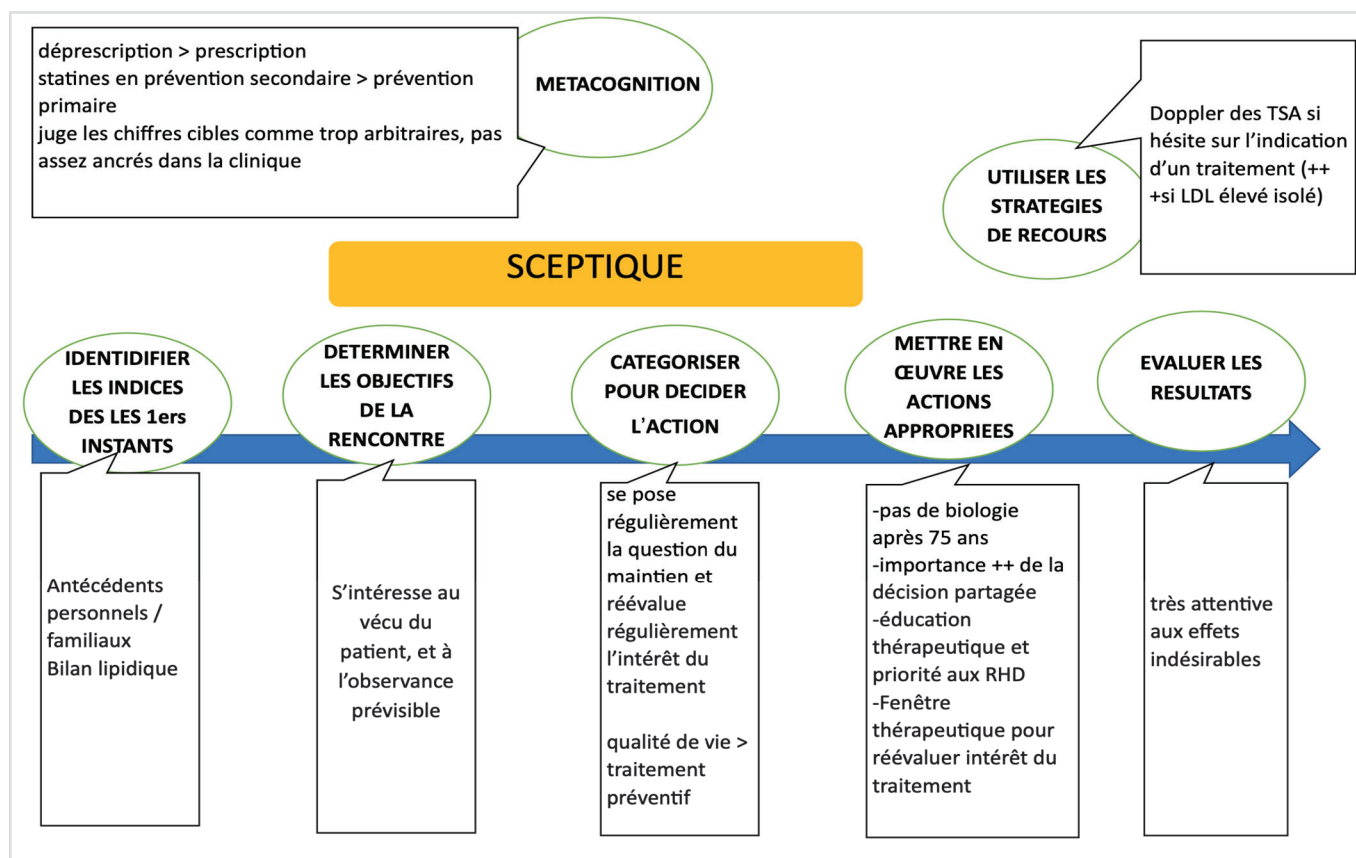 déprescription > prescription
statines en prévention secondaire > prévention
primaire
juge les chiffres cibles comme trop arbitraires, pas
assez ancrés dans la clinique
METACOGNITION
Doppler des TSA si
hésite sur l’indication
d’un traitement (++
+si LDL élevé isolé)
UTILISER LES
STRATEGIES
DE RECOURS
SCEPTIQUE
IDENTIDIFIER
LES INDICES
DES LES 1ers
INSTANTS
DETERMINER
LES OBJECTIFS
DE LA
RENCONTRE
CATEGORISER
POUR DECIDER
L’ACTION
METTRE EN
ŒUVRE LES
ACTIONS
APPROPRIEES
EVALUER LES
RESULTATS
Antécédents
personnels /
familiaux
Bilan lipidique
S’intéresse au
vécu du
patient, et à
l’observance
prévisible
se pose
régulièrement
la question du
maintien et
réévalue
régulièrement
l’intérêt du
traitement
qualité de vie >
traitement
préventif
-pas de biologie
après 75 ans
-importance ++ de la
décision partagée
-éducation
thérapeutique et
priorité aux RHD
-Fenêtre
thérapeutique pour
réévaluer intérêt du
traitement
très attentive
aux effets
indésirables